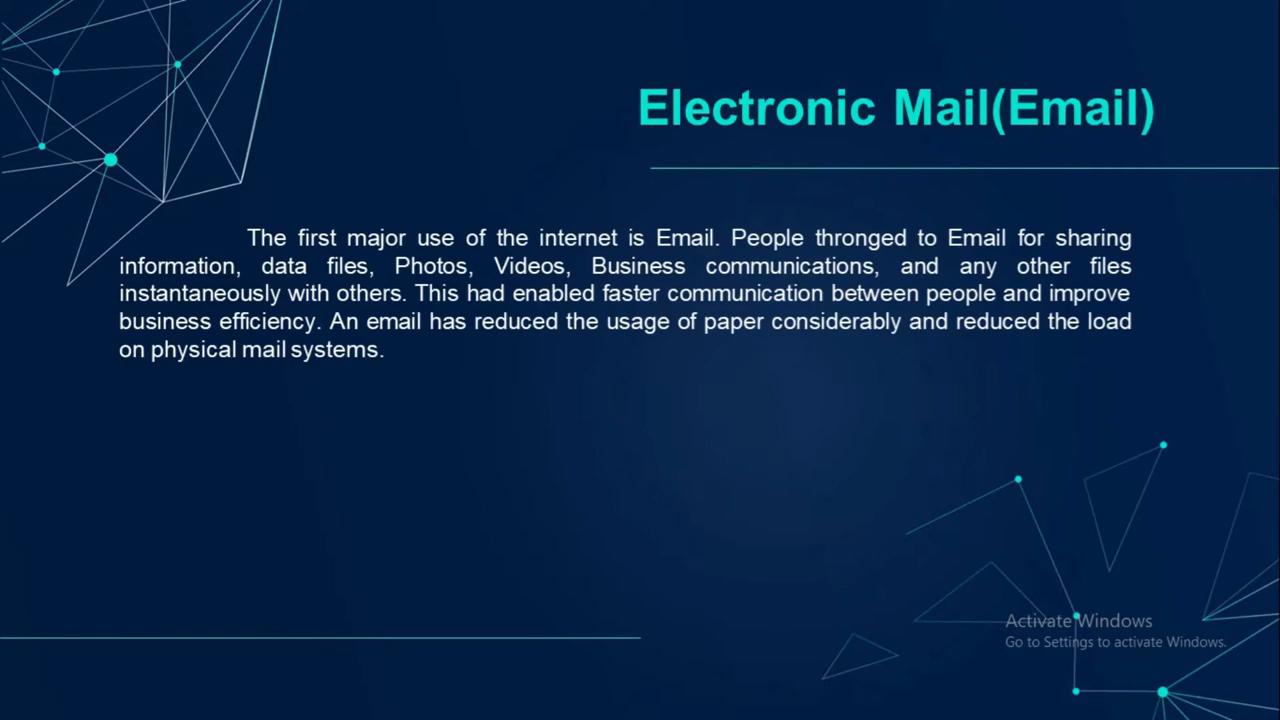 Electronic Mail(Email)
The first major use of the internet is Email. People thronged to Email for sharing
information, data files, Photos, Videos, Business communications, and any other files
instantaneously with others. This had enabled faster communication between people and improve
business efficiency. An email has reduced the usage of paper considerably and reduced the load
on physical mail systems.
Activate Windows
Go to Settings to activate Windows.